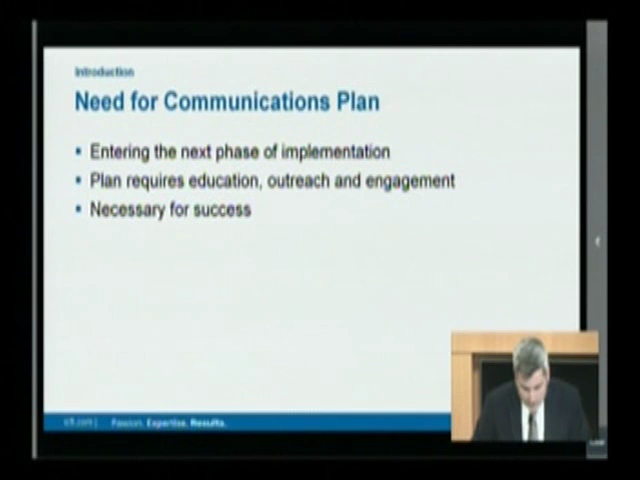 Introduction
Need for Communications Plan
• Entering the next phase of implementation
• Plan requires education, outreach and engagement
• Necessary for success
Passion. Expertise. Results.